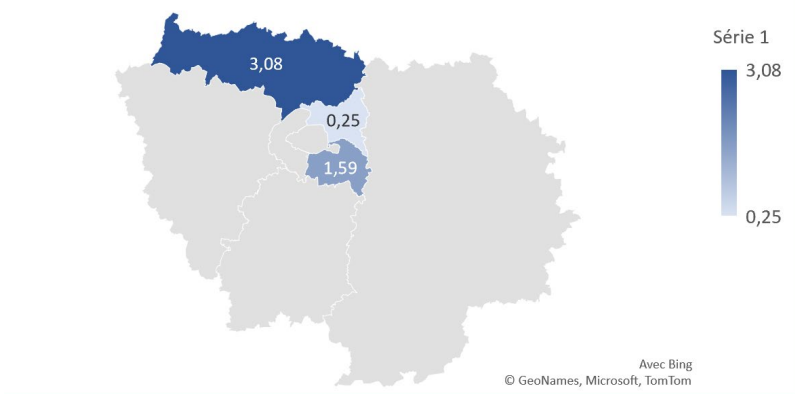 Série 1
3,08
3,08
0,25
1,59
0,25
Avec Bing
© GeoNames, Microsoft, TomTom